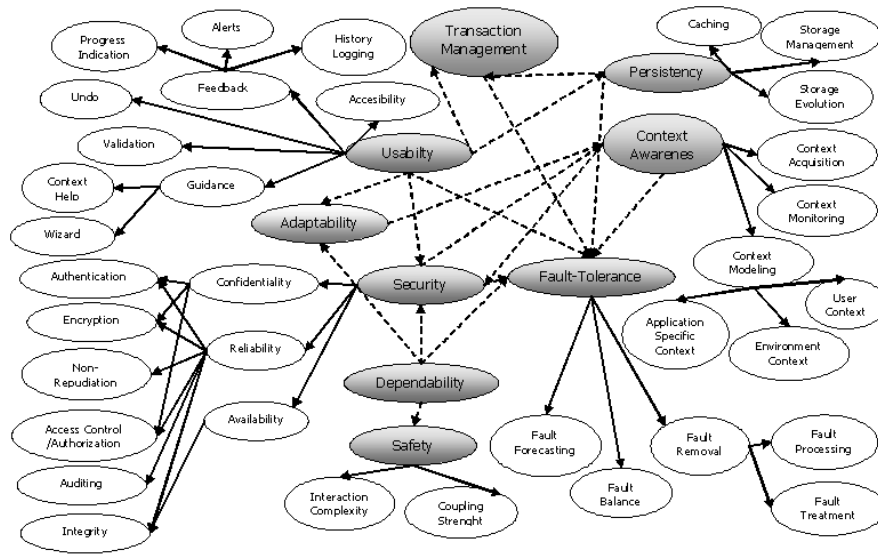 Progress
Indication
Alerts
History
Logging
Transaction
Management
Caching
Storage
Management
Undo
Feedback
Accesibility
Persistency
Storage
Evolution
Validation
Usabilty
Context
Awarenes
Context
Acquisition
Context
Help
Guidance
Context
Monitoring
Wizard
Adaptability
Context
Modeling
Authentication
Confidentiality
Security
Fault-Tolerance
User
Context
Encryption
Application
Specific
Context
Environment
Context
Non-
Repudiation
Reliability
Dependability
Access Control
/Authorization
Availability
Safety
Fault
Forecasting
Fault
Removal
Fault
Processing
Auditing
Interaction
Complexity
Coupling
Strenght
Fault
Balance
Fault
Treatment
Integrity